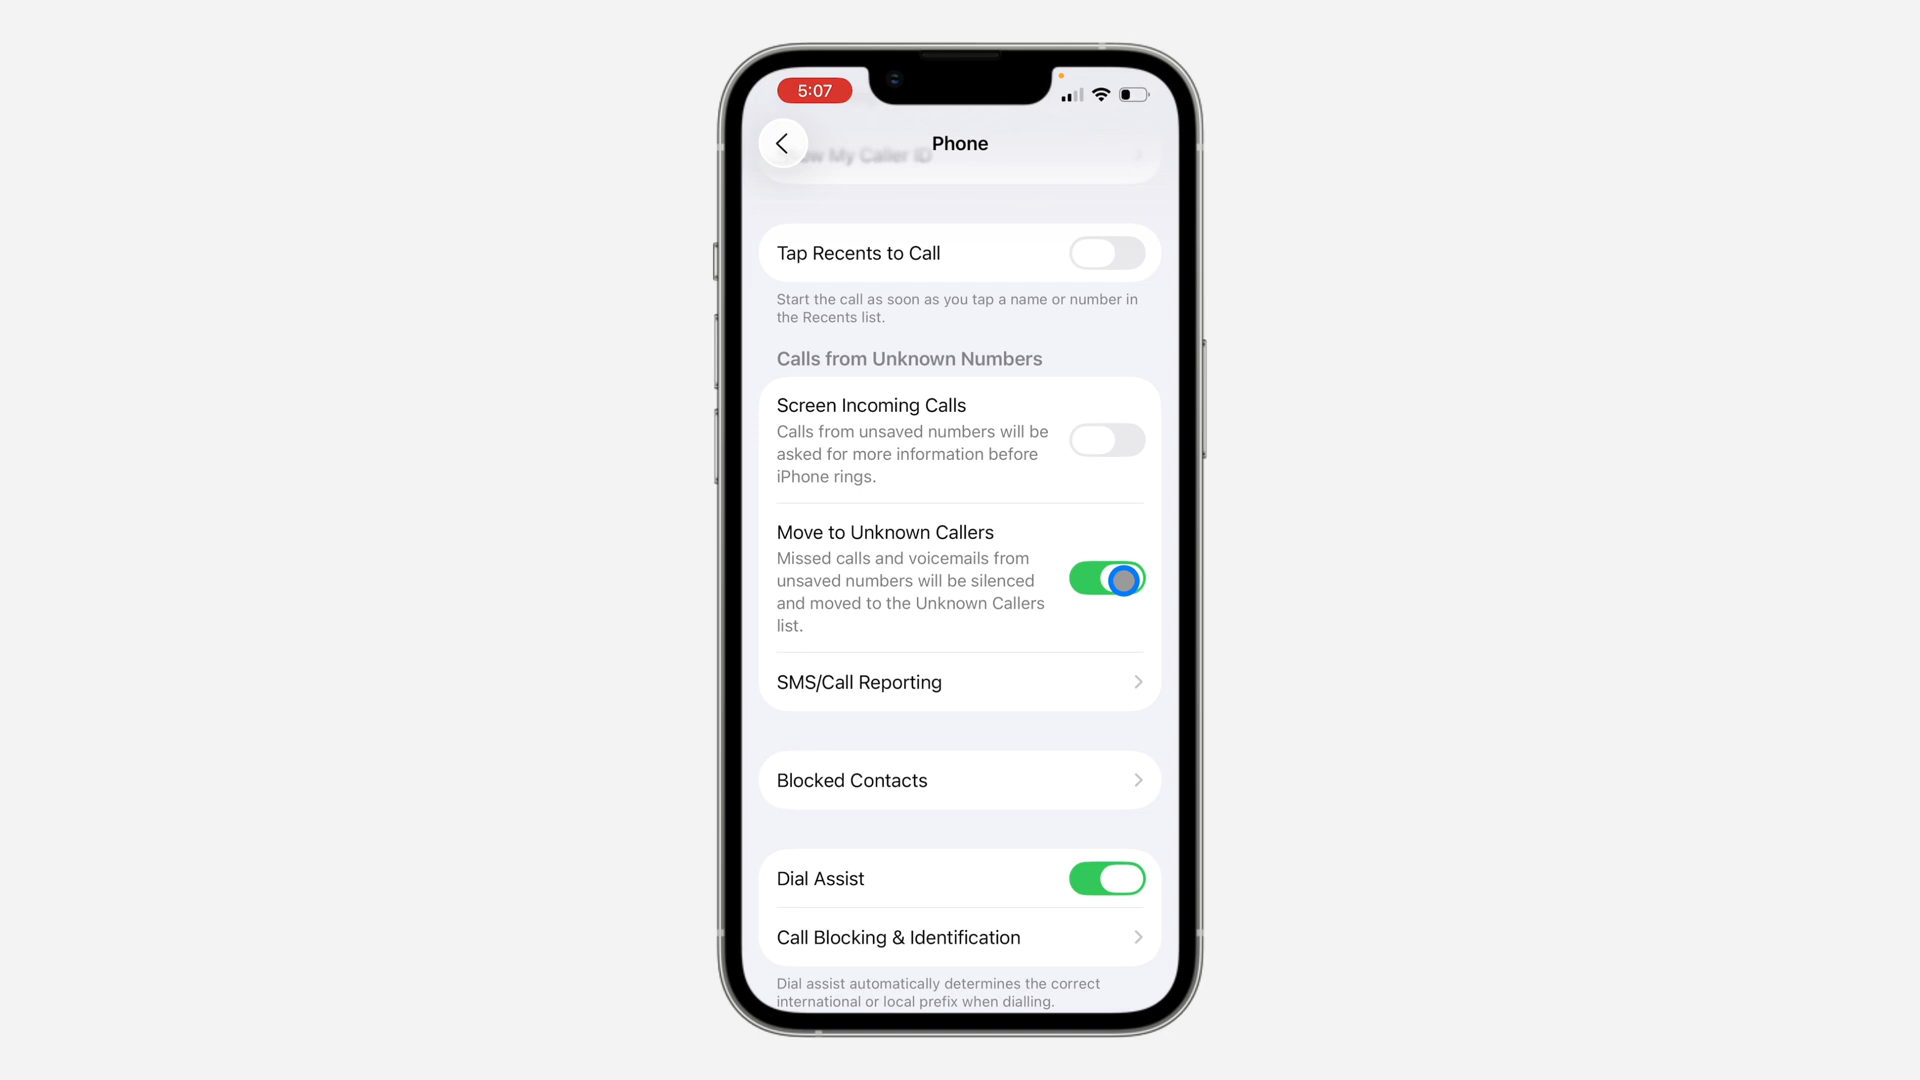 5:07
Phone
My Caller ID
Tap Recents to Call
Start the call as soon as you tap a name or number in
the Recents list.
Calls from Unknown Numbers
Screen Incoming Calls
Calls from unsaved numbers will be
asked for more information before
iPhone rings.
Move to Unknown Callers
Missed calls and voicemails from
unsaved numbers will be silenced
and moved to the Unknown Callers
list.
SMS/Call Reporting
Blocked Contacts
Dial Assist
Call Blocking & Identification
Dial assist automatically determines the correct
international or local prefix when dialling.